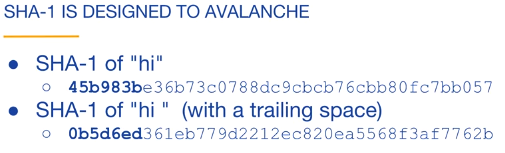 SHA-1 IS DESIGNED TO AVALANCHE
● SHA-1 of "hi"
○ 45b983be36b73c0788dc9cbcb76cbb80fc7bb057
● SHA-1 of "hi "  (with a trailing space)
○ 0b5d6ed361eb779d2212ec820ea5568f3af7762b